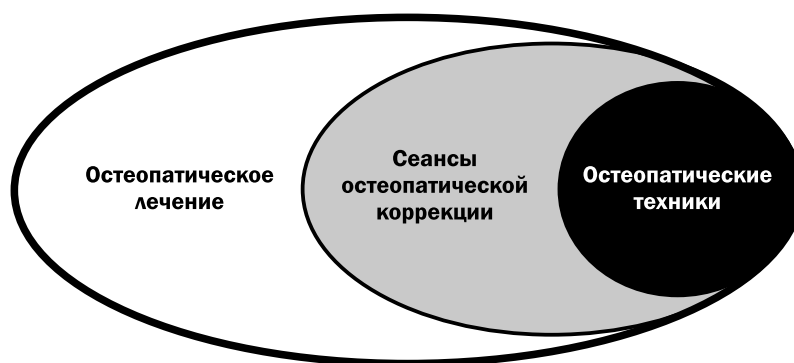 Остеопатическое
лечение
Сеансы
остеопатической
коррекции
Остеопатические
техники